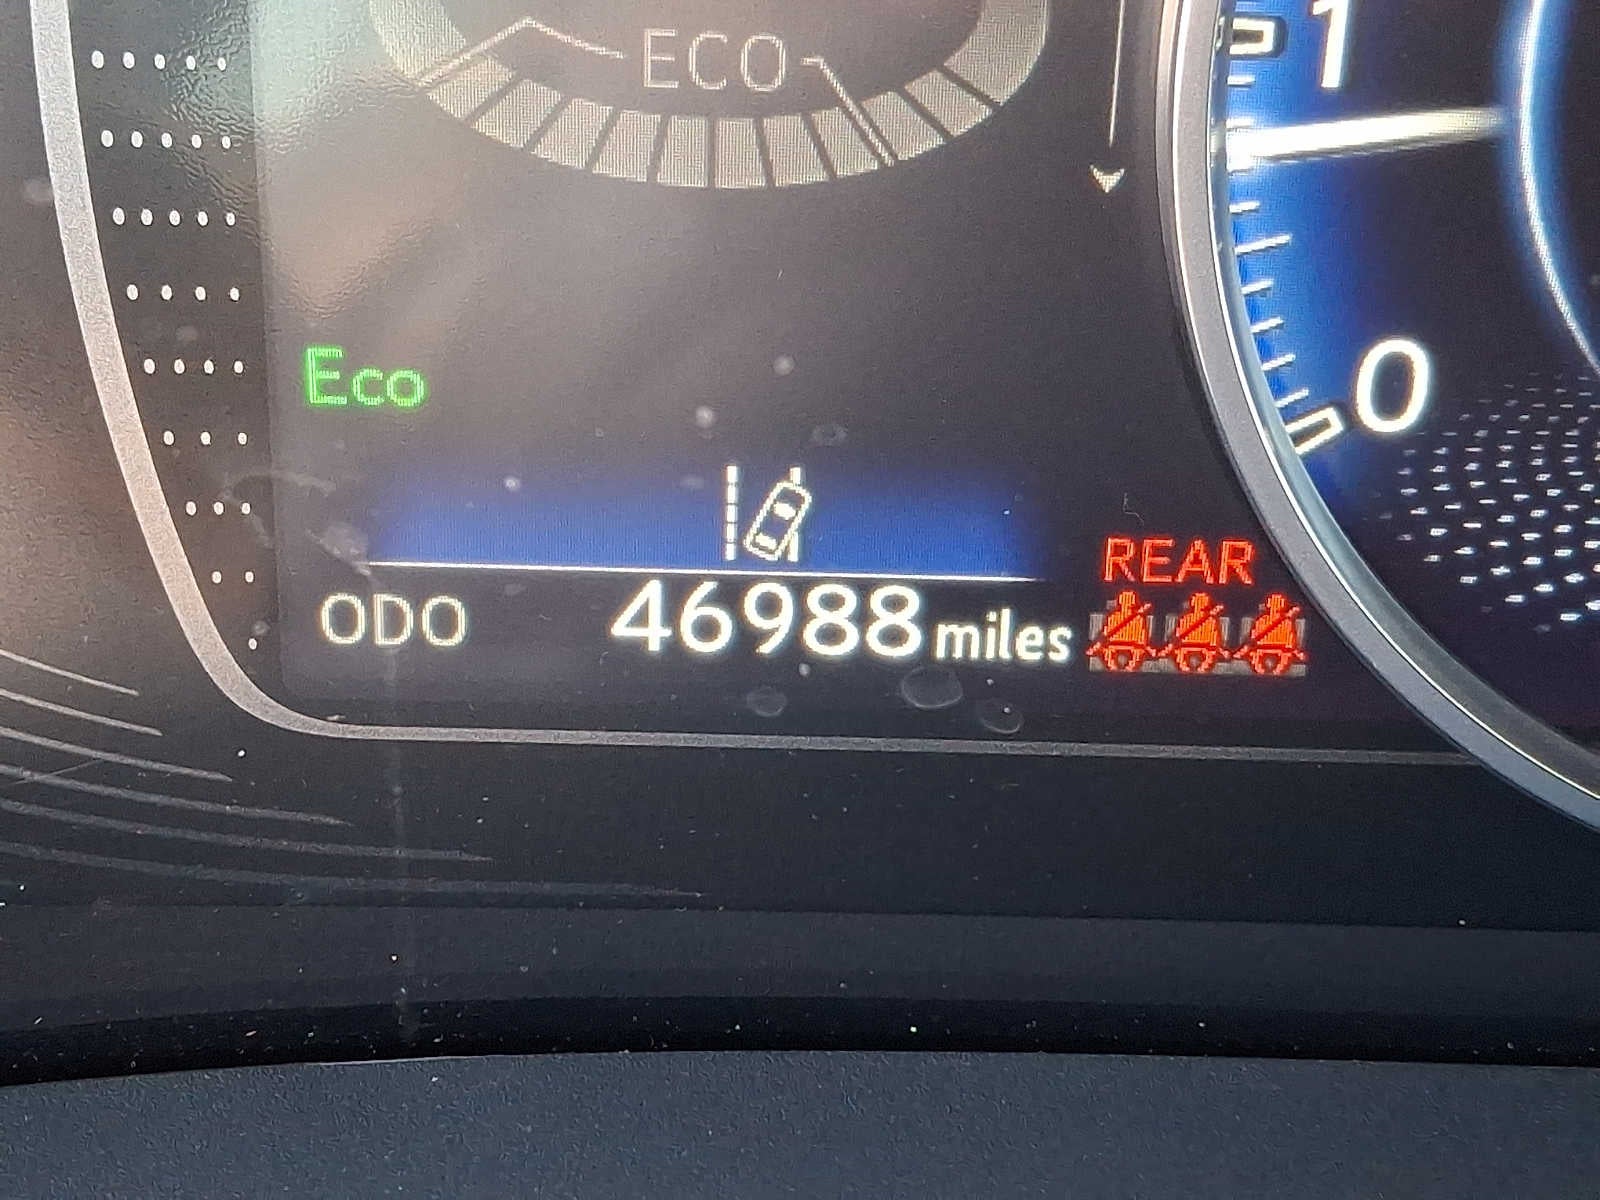 ECO
1
0
Eco
REAR
ODO 46988 miles